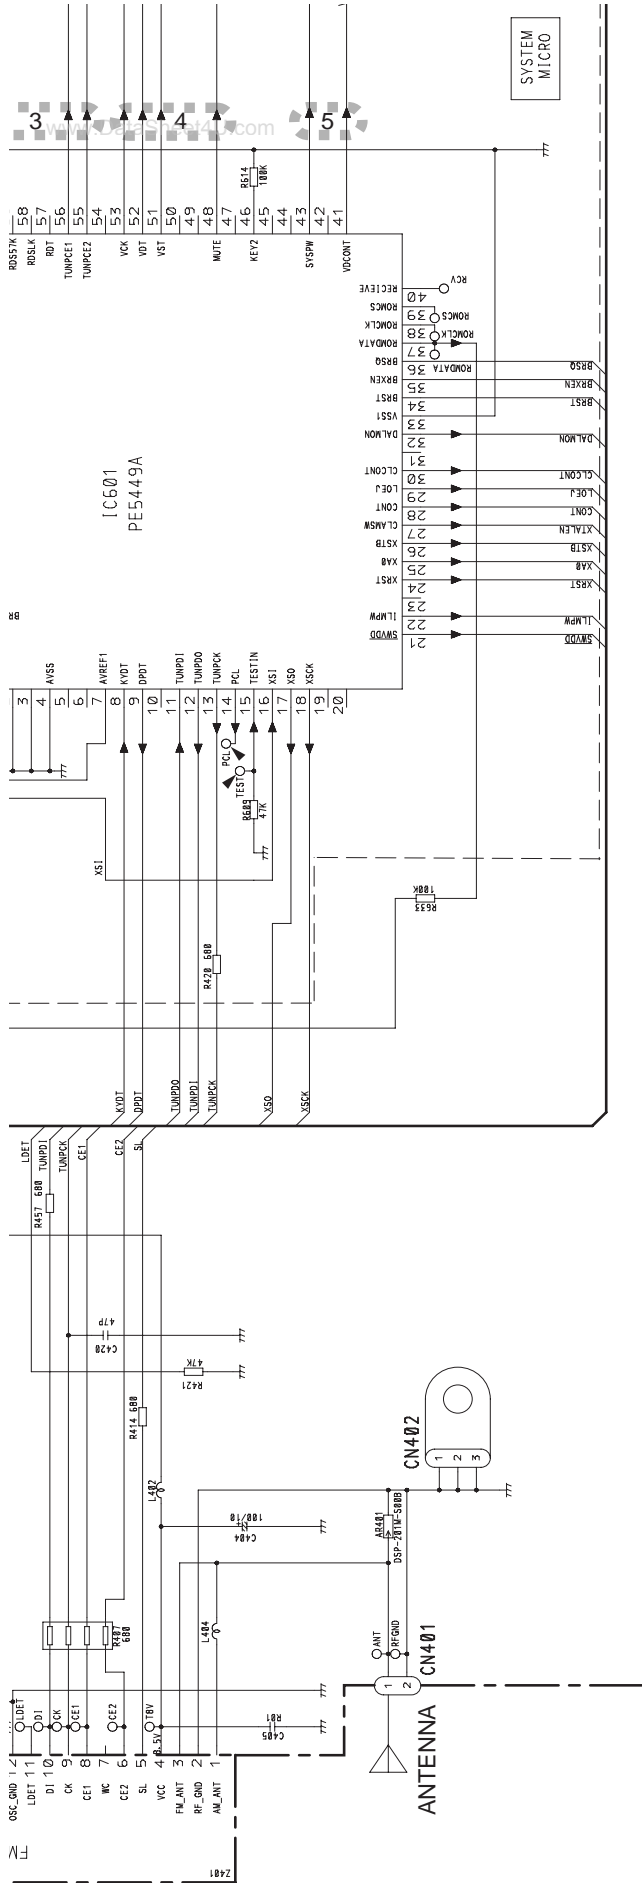 SYSTEM
MICRO
3
4
5
www.DataSheet4U.com
R614
100K
58
57
56
55
54
53
52
51
50
49
48
47
46
45
44
43
42
41
RDS57K
RDSLK
RDT
TUNPCE1
TUNPCE2
VCK
VDT
VST
MUTE
KEY2
SYSPW
VDCONT
RECIEVE
40
RCV
ROMCS
39
ROMCS
ROMCLK
38
ROMCLK
ROMDATA
37
ROMDATA
BRSQ
36
BRSQ
BRXEN
35
BRXEN
BRST
34
BRST
VSS1
33
DALMON
32
DALMON
31
CLCONT
30
CLCONT
LOEJ
29
LOEJ
CONT
28
CONT
CLAMSW
27
XTALEN
XSTB
26
XSTB
XA0
25
XA0
XRST
24
XRST
23
ILMPW
22
ILMPW
SWVDD
21
SWVDD
IC601
PE5449A
BR
AVSS
AVREF1
KYDT
DPDT
TUNPDI
TUNPDO
TUNPCK
PCL
TESTIN
XSI
XSO
XSCK
3
4
5
6
7
8
9
10
11
12
13
14
15
16
17
18
19
20
PCL
TEST
R609
47K
XSI
100K
R633
R420 680
KYDT
DPDT
TUNPDO
TUNPDI
TUNPCK
XSO
XSCK
LDET
TUNPDI
TUNPCK
CE1
CE2
SL
R457 680
47P
C420
47K
R421
R414 680
CN402
1
2
3
L402
100/10
C404
AR401
DSP-201M-S00B
L404
R407
680
ANT
RFGND
CN401
1
2
ANTENNA
LDET
DI
CK
CE1
CE2
T8V
C405
12
11
10
9
8
7
6
5
4
3
2
1
OSC_GND
LDET
DI
CK
CE1
WC
CE2
SL
VCC
FM_ANT
RF_GND
AM_ANT
FM
Z401